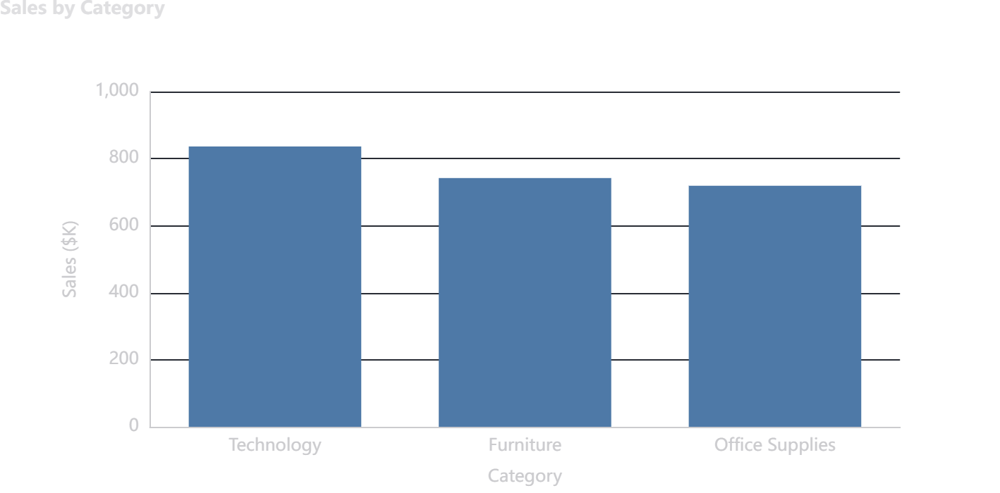 Sales by Category
1,000
800
600
400
200
0
Sales ($K)
Technology
Furniture
Office Supplies
Category